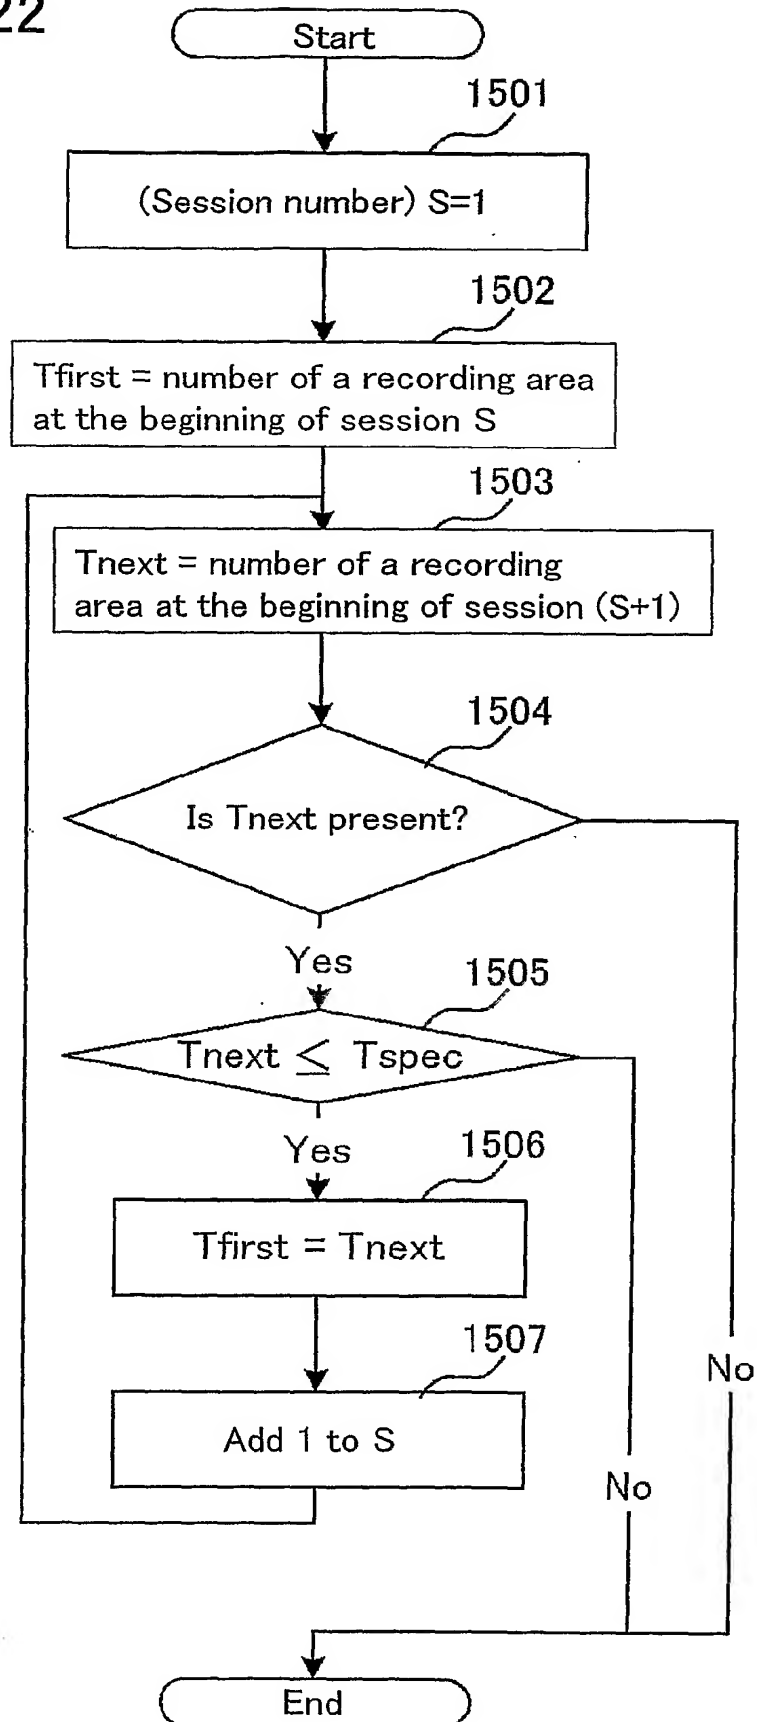 22
Start
1501
(Session number) S=1
1502
Tfirst = number of a recording area
at the beginning of session S
1503
Tnext = number of a recording
area at the beginning of session (S+1)
1504
Is Tnext present?
Yes
1505
Tnext ≤ Tspec
Yes
1506
Tfirst = Tnext
1507
No
Add 1 to S
No
End